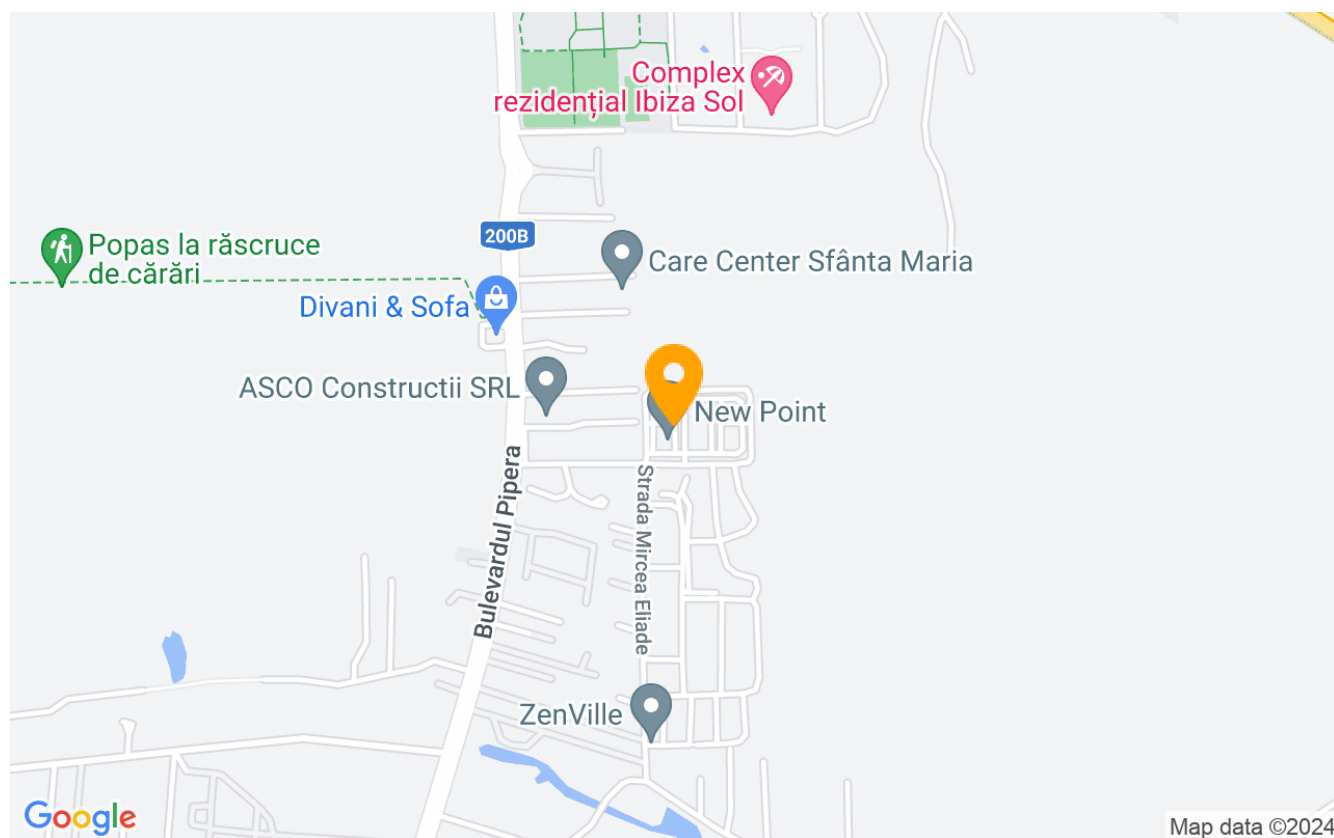 Complex
rezidențial Ibiza Sol
200B
Popas la răscruce
de cărări
Care Center Sfânta Maria
Divani & Sofa
ASCO Constructii SRL
New Point
Bulevardul Pipera
Strada Mircea Eliade
ZenVille
Google
Map data ©2024